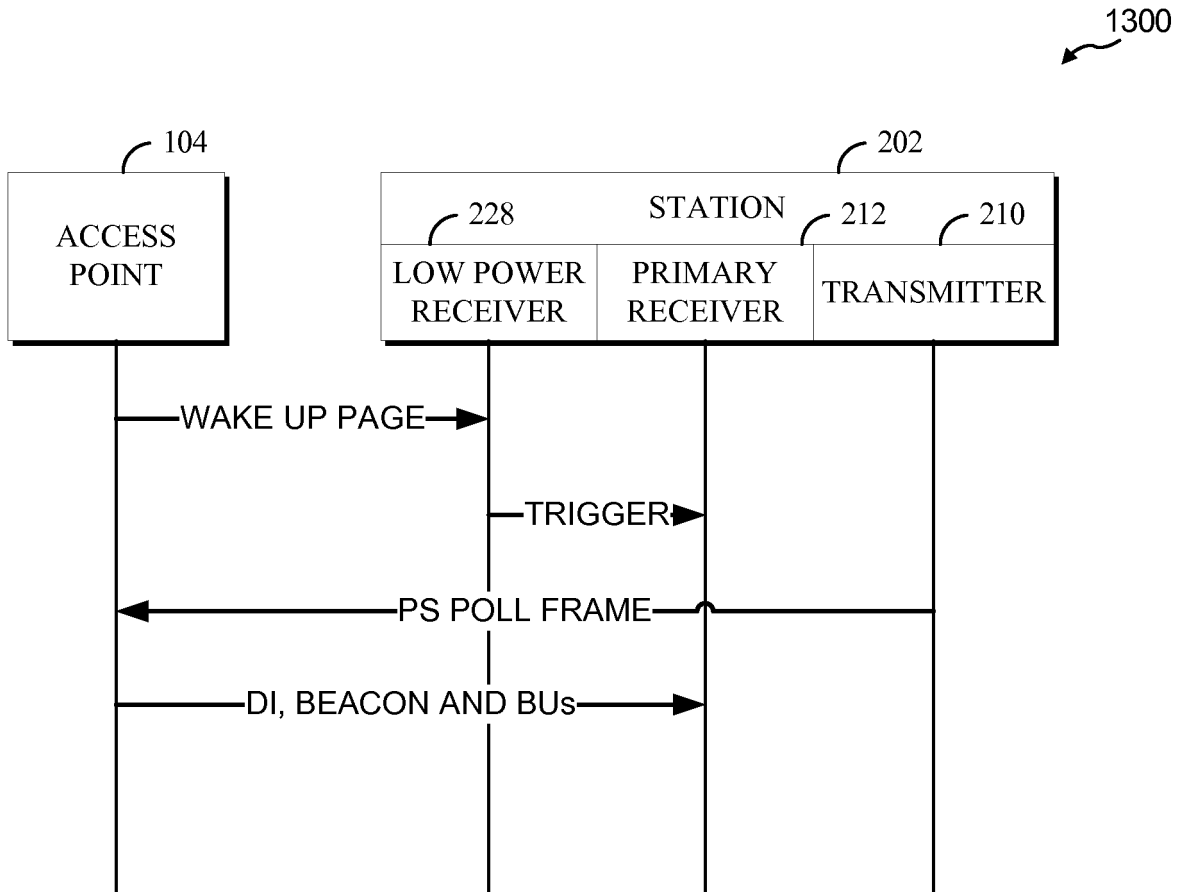 1300
104
202
ACCESS
POINT
STATION
228
212
210
LOW POWER
RECEIVER
PRIMARY
RECEIVER
TRANSMITTER
WAKE UP PAGE
TRIGGER
PS POLL FRAME
DI, BEACON AND BUs